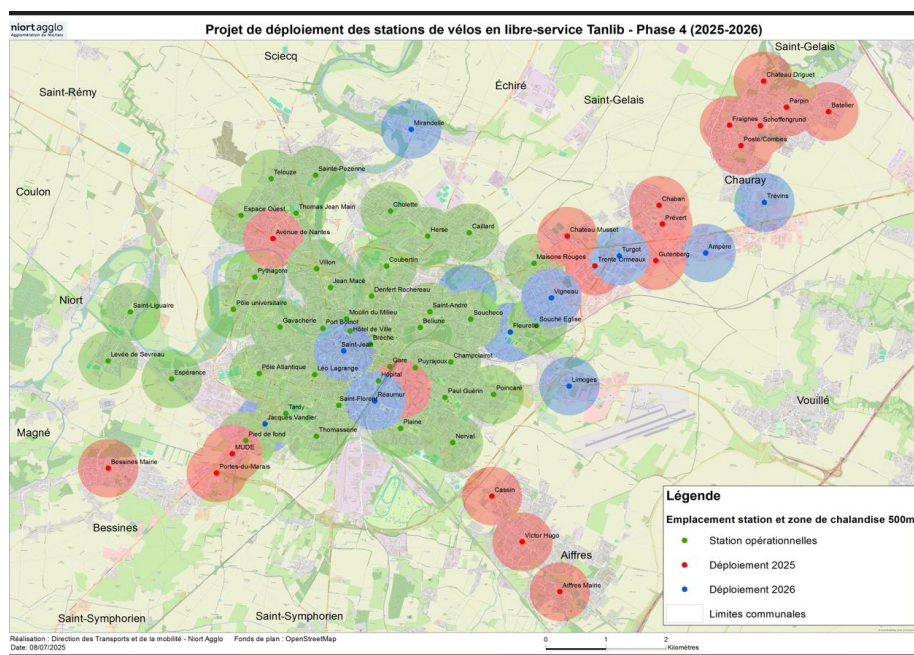 niortagglo
Agglomération du Niortais
Projet de déploiement des stations de vélos en libre-service Tanlib - Phase 4 (2025-2026)
Sciecq
Saint-Gelais
Saint-Rémy
Échiré
Saint-Gelais
Château Driguet
Parpin
Batelier
Fraignes
Schoffengrund
Poste/Combes
Mirandelle
Telouze
Sainte-Pezenne
Coulon
Chauray
Trévins
Espace Ouest
Thomas Jean Main
Cholette
Chaban
Avenue de Nantes
Herse
Caillard
Chateau Musset
Prévert
Turgot
Ampère
Villon
Coubertin
Maisons Rouges
Trente Ormeaux
Gutenberg
Pythagore
Jean Macé
Denfert Rochereau
Vigneau
Niort
Saint-Liguaire
Pôle universitaire
Moulin du Milieu
Saint-André
Soucheco
Gavacherie
Port Brinot
Hôtel de Ville
Bellune
Fleurelle
Souché Eglise
Brèche
Saint-Jean
Levée de Sevreau
Gare
Puyrajoux
Champclairot
Espérance
Pôle Atlantique
Léo Lagrange
Hôpital
Limoges
Paul Guérin
Poincaré
Vouillé
Tardy
Saint-Florent
Réaumur
Jacques Vandier
Magné
Pied de fond
Thomasserie
Plaine
Nerval
MUDE
Bessines Mairie
Portes-du-Marais
Cassin
Bessines
Victor Hugo
Aiffres
Aiffres Mairie
Saint-Symphorien
Saint-Symphorien
Légende
Emplacement station et zone de chalandise 500m
Station opérationnelles
Déploiement 2025
Déploiement 2026
Limites communales
Réalisation : Direction des Transports et de la mobilité - Niort Agglo Fonds de plan : OpenStreetMap
Date: 08/07/2025
0 1 2
Kilomètres